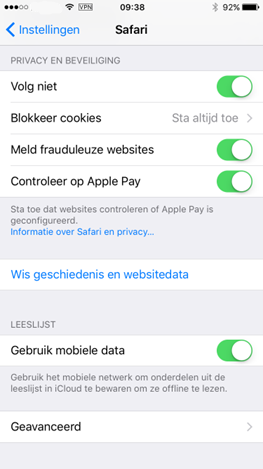 VPN 09:38 92%
Instellingen Safari
PRIVACY EN BEVEILIGING
Volg niet
Blokkeer cookies Sta altijd toe
Meld frauduleuze websites
Controleer op Apple Pay
Sta toe dat websites controleren of Apple Pay is
geconfigureerd.
Informatie over Safari en privacy...
Wis geschiedenis en websitedata
LEESLIJST
Gebruik mobiele data
Gebruik het mobiele netwerk om onderdelen uit de
leeslijst in iCloud te bewaren om ze offline te lezen.
Geavanceerd